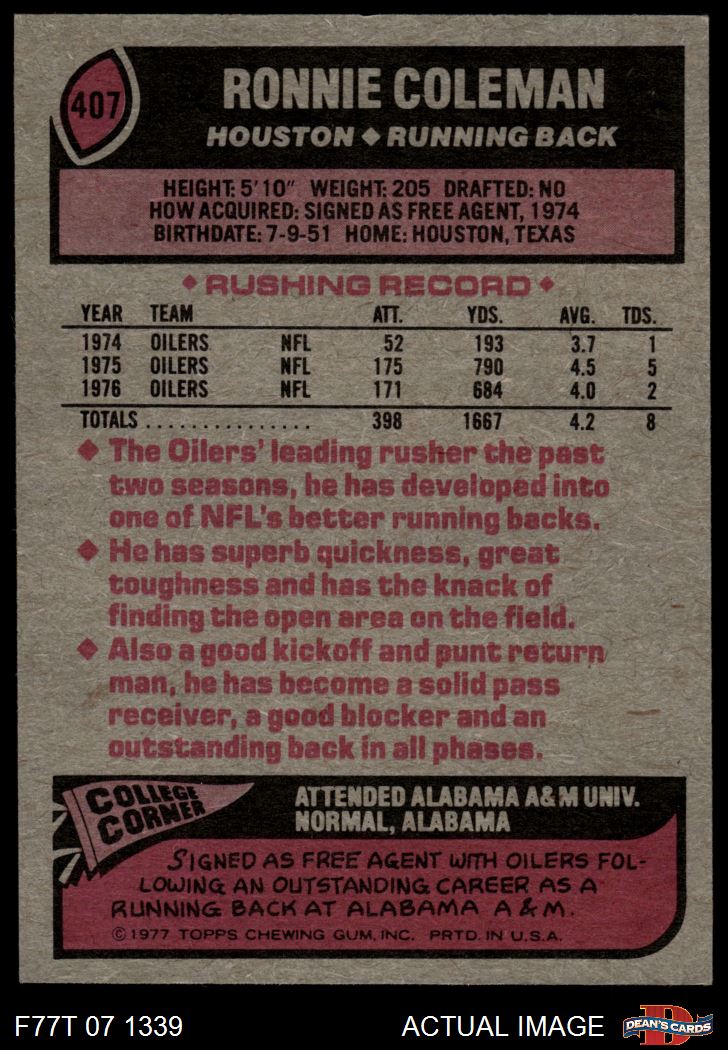 407
RONNIE COLEMAN
HOUSTON ◆ RUNNING BACK
HEIGHT: 5'10" WEIGHT: 205 DRAFTED: NO
HOW ACQUIRED: SIGNED AS FREE AGENT, 1974
BIRTHDATE: 7-9-51 HOME: HOUSTON, TEXAS
◆ RUSHING RECORD ◆
YEAR TEAM ATT. YDS. AVG. TDS.
1974 OILERS NFL 52 193 3.7 1
1975 OILERS NFL 175 790 4.5 5
1976 OILERS NFL 171 684 4.0 2
TOTALS............... 398 1667 4.2 8
◆ The Oilers' leading rusher the past
two seasons, he has developed into
one of NFL's better running backs.
◆ He has superb quickness, great
toughness and has the knack of
finding the open area on the field.
◆ Also a good kickoff and punt return
man, he has become a solid pass
receiver, a good blocker and an
outstanding back in all phases.
COLLEGE
CORNER
ATTENDED ALABAMA A&M UNIV.
NORMAL, ALABAMA
SIGNED AS FREE AGENT WITH OILERS FOL-
LOWING AN OUTSTANDING CAREER AS A
RUNNING BACK AT ALABAMA A & M.
© 1977 TOPPS CHEWING GUM, INC. PRTD. IN U.S.A.
F77T 07 1339
ACTUAL IMAGE
D
DEAN'S CARDS